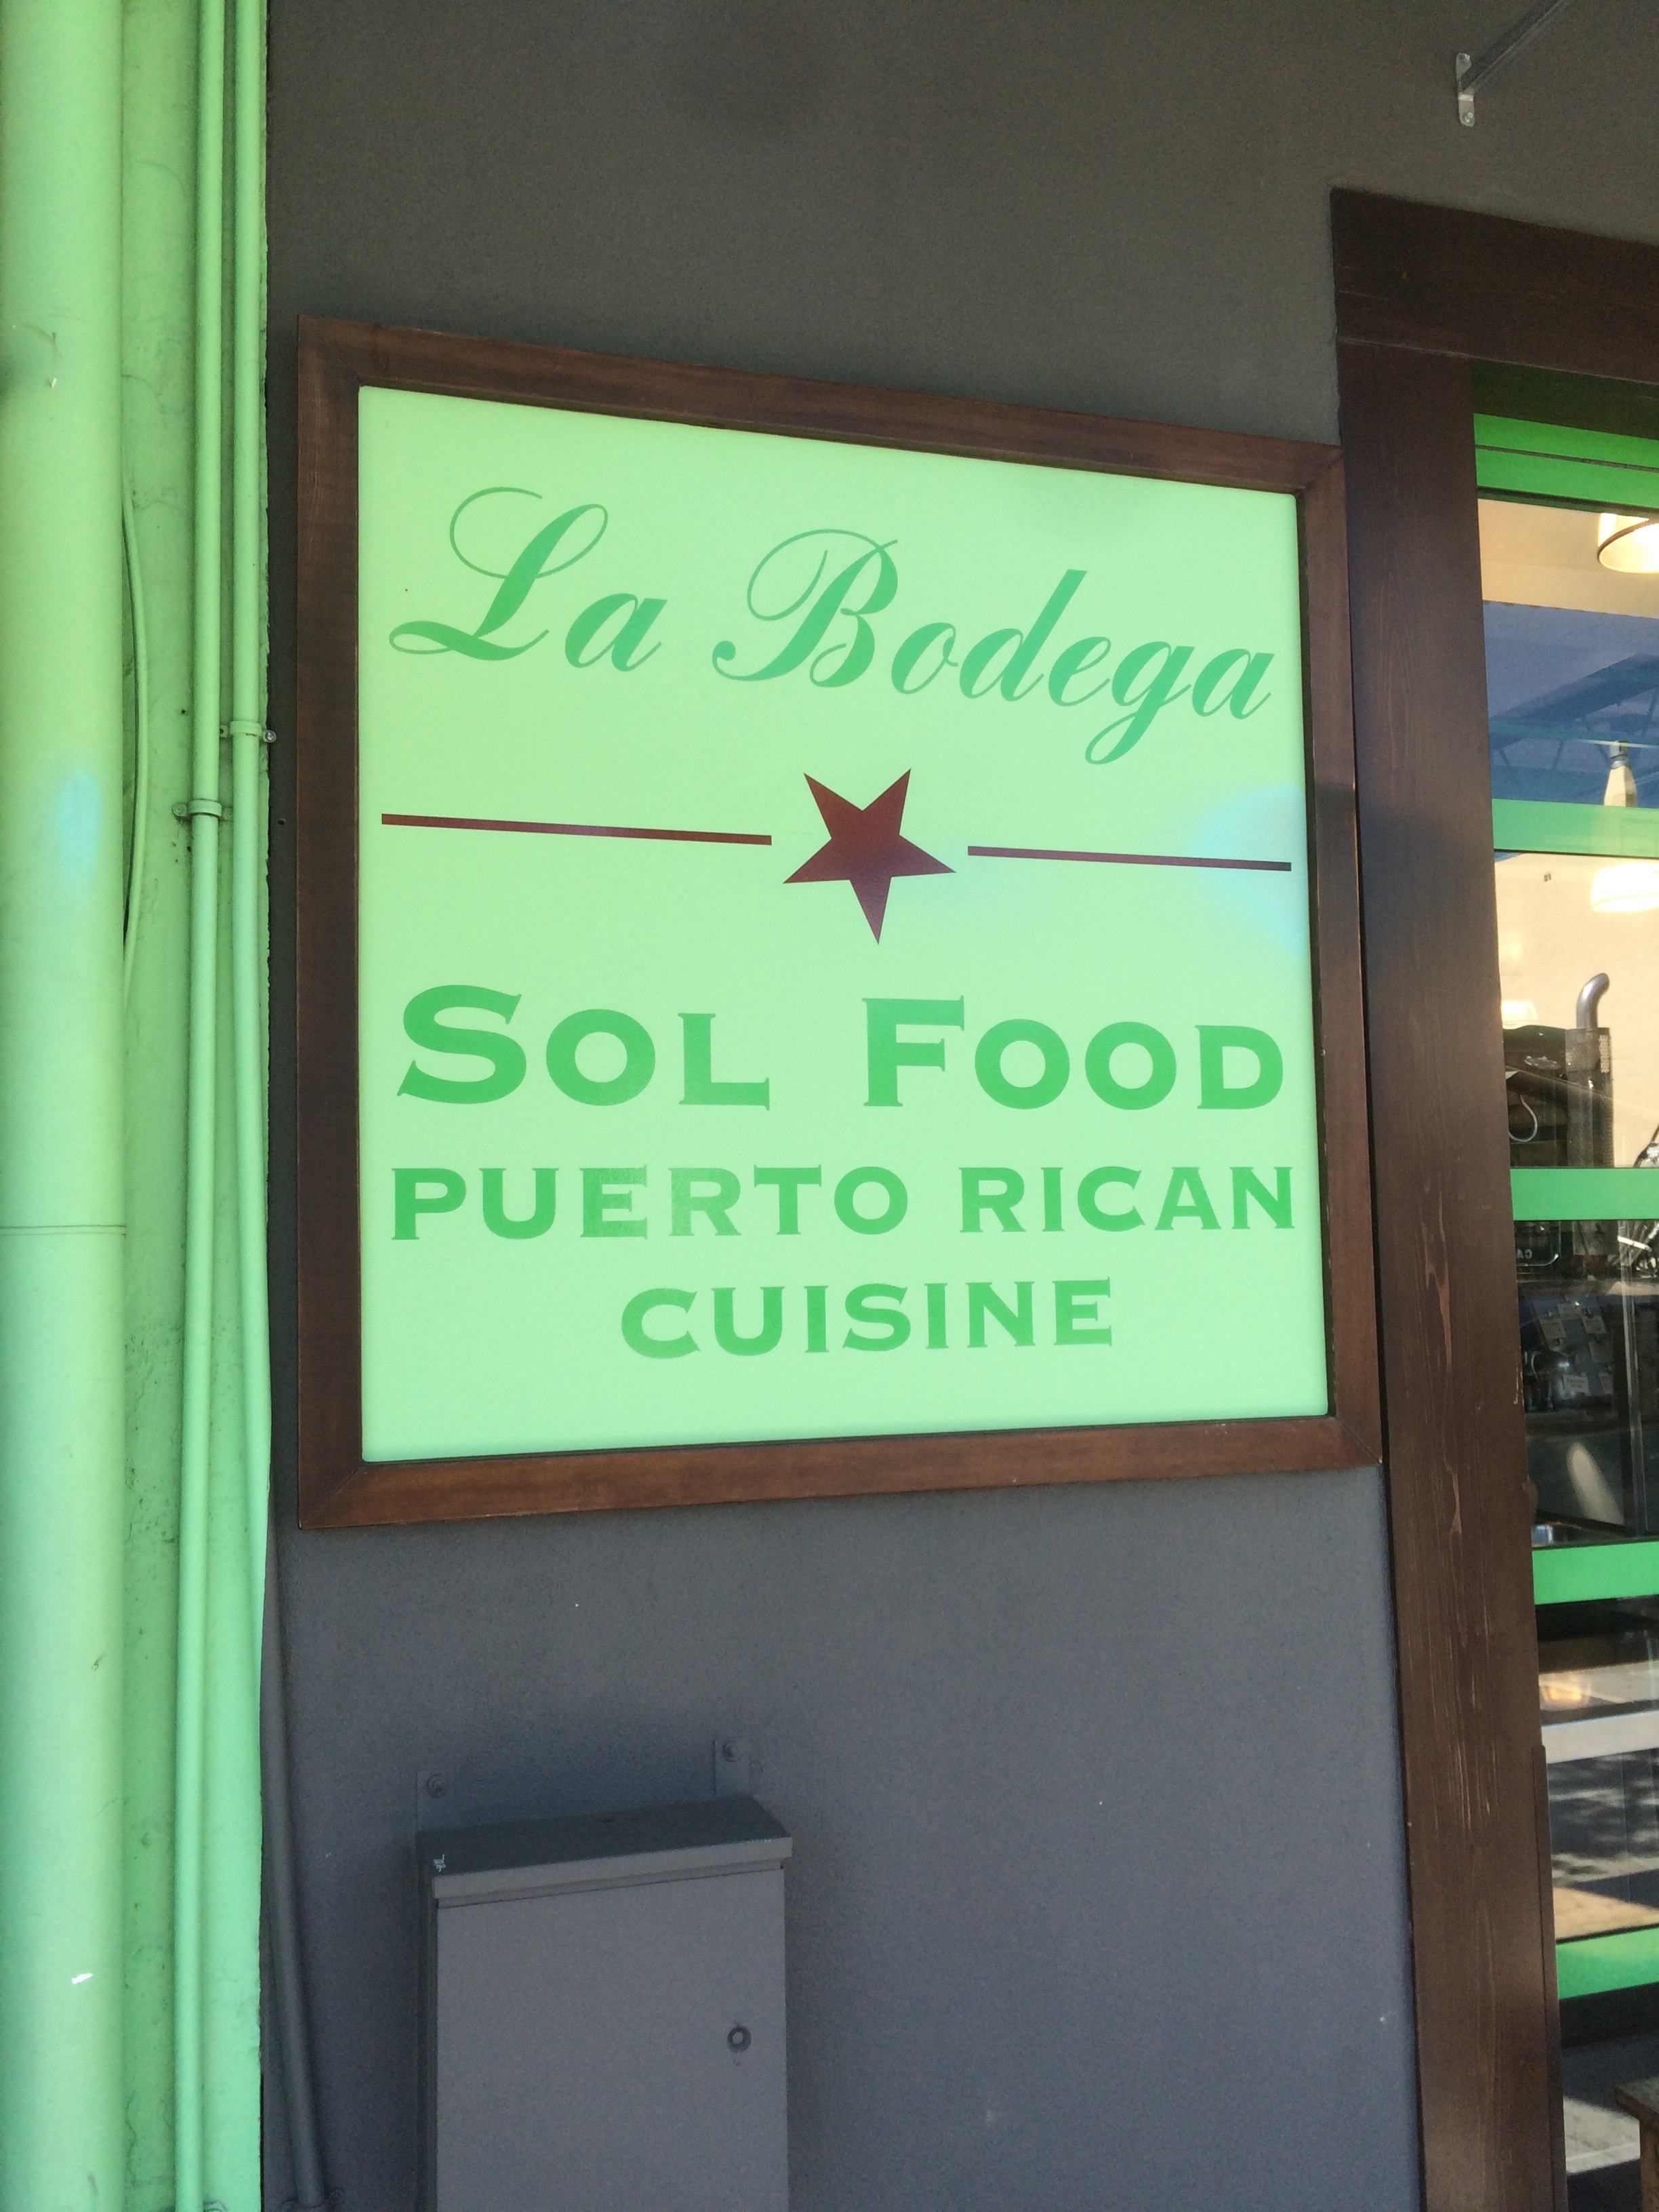 La Bodega
SOL FOOD
PUERTO RICAN
CUISINE